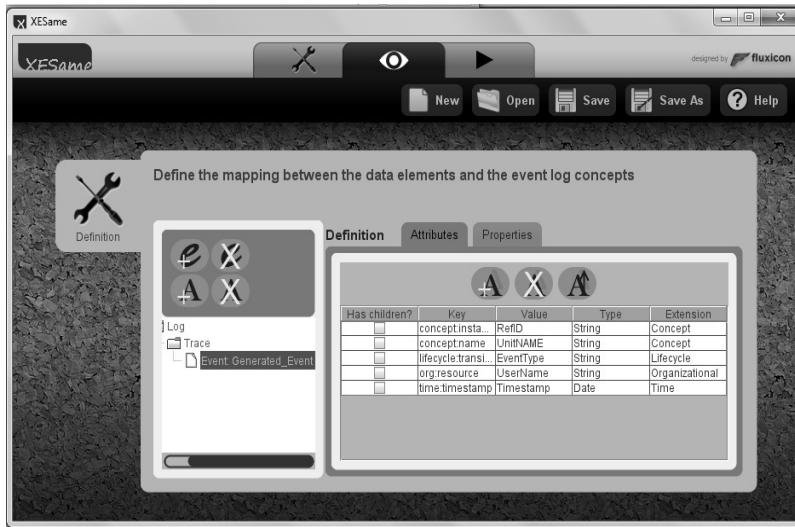 XESame
XESame
designed by fluxicon
New Open Save Save As Help
Define the mapping between the data elements and the event log concepts
Definition
Definition Attributes Properties
Has children? Key Value Type Extension
concept:insta... RefID String Concept
concept:name UnitNAME String Concept
lifecycle:transi... EventType String Lifecycle
org:resource UserName String Organizational
time:timestamp Timestamp Date Time
Log
Trace
Event: Generated_Event